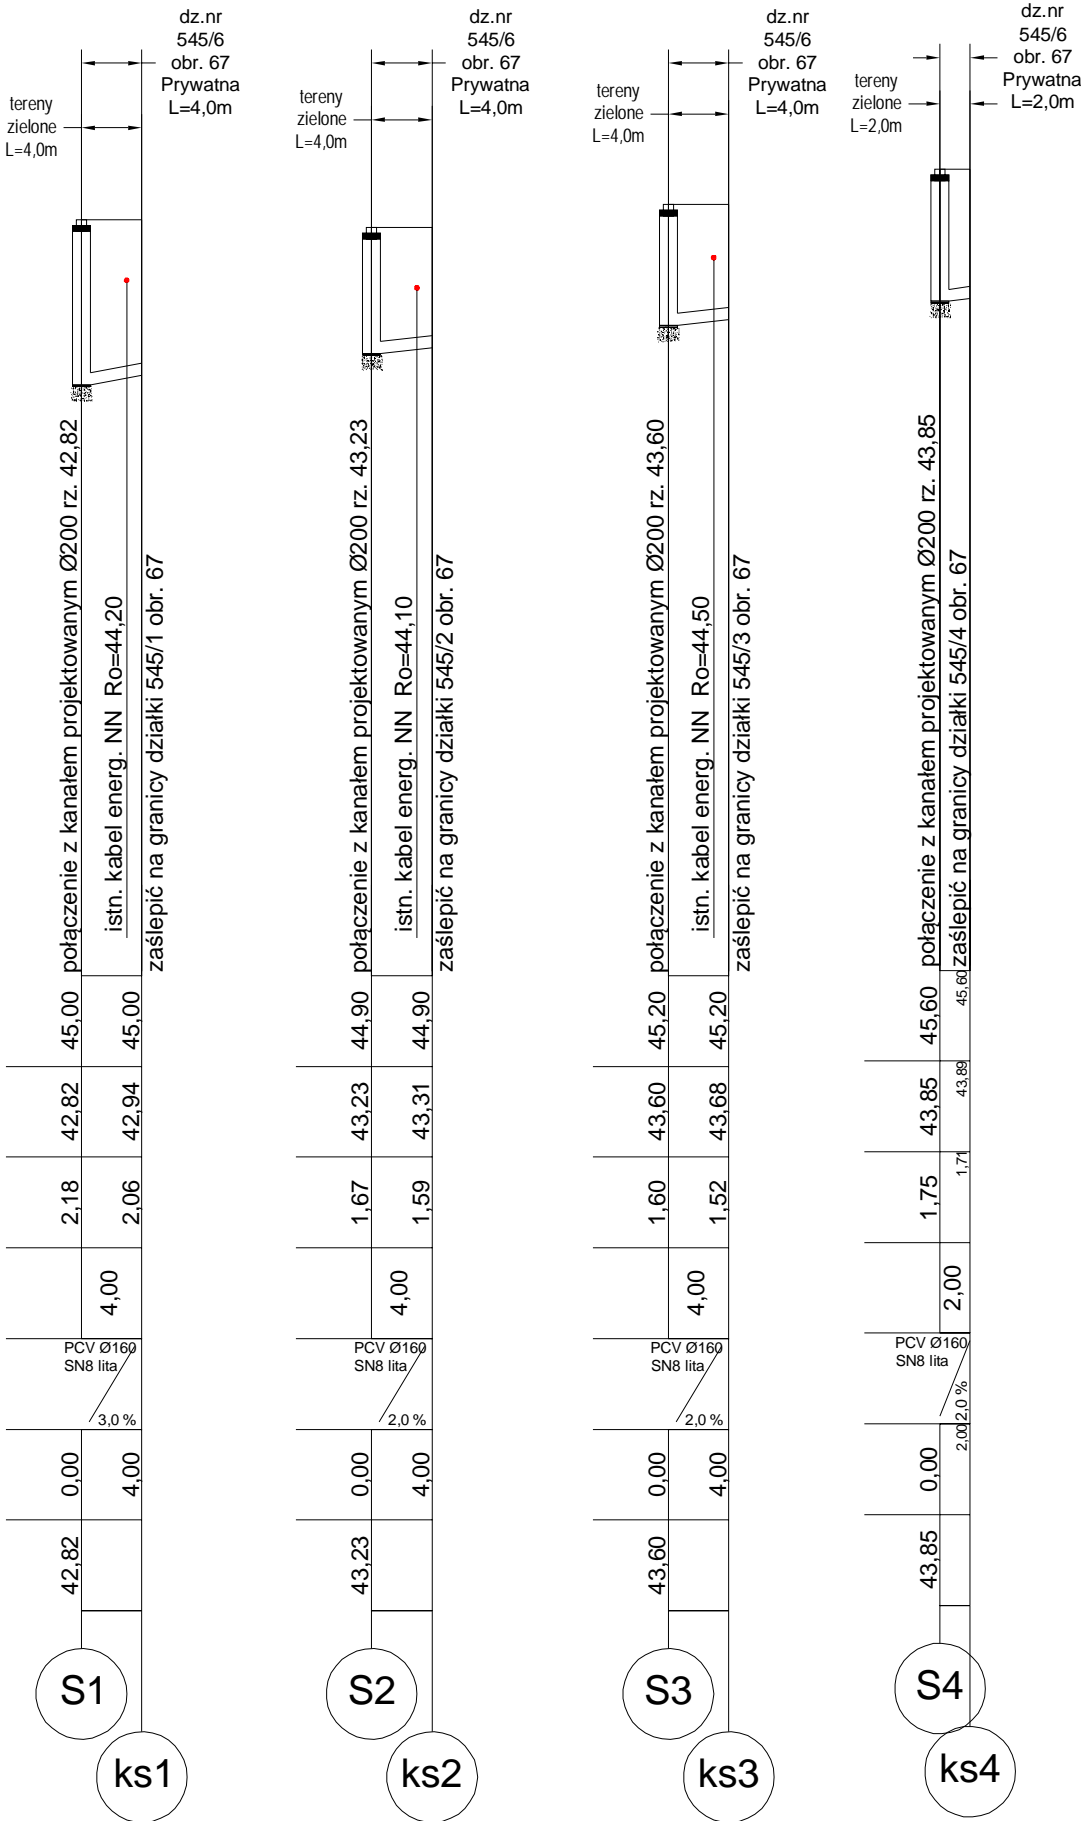 dz.nr
545/6
obr. 67
Prywatna
L=4,0m
tereny
zielone
L=4,0m
połączenie z kanałem projektowanym Ø200 rz. 42,82
istn. kabel energ. NN Ro=44,20
zaślepić na granicy działki 545/1 obr. 67
45,00
45,00
42,82
42,94
2,18
2,06
4,00
PCV Ø160
SN8 lita
3,0 %
0,00
4,00
42,82
S1
ks1
dz.nr
545/6
obr. 67
Prywatna
L=4,0m
tereny
zielone
L=4,0m
połączenie z kanałem projektowanym Ø200 rz. 43,23
istn. kabel energ. NN Ro=44,10
zaślepić na granicy działki 545/2 obr. 67
44,90
44,90
43,23
43,31
1,67
1,59
4,00
PCV Ø160
SN8 lita
2,0 %
0,00
4,00
43,23
S2
ks2
dz.nr
545/6
obr. 67
Prywatna
L=4,0m
tereny
zielone
L=4,0m
połączenie z kanałem projektowanym Ø200 rz. 43,60
istn. kabel energ. NN Ro=44,50
zaślepić na granicy działki 545/3 obr. 67
45,20
45,20
43,60
43,68
1,60
1,52
4,00
PCV Ø160
SN8 lita
2,0 %
0,00
4,00
43,60
S3
ks3
dz.nr
545/6
obr. 67
Prywatna
L=2,0m
tereny
zielone
L=2,0m
połączenie z kanałem projektowanym Ø200 rz. 43,85
zaślepić na granicy działki 545/4 obr. 67
45,60
45,60
43,85
43,89
1,75
1,71
2,00
PCV Ø160
SN8 lita
2,0 %
0,00
2,00
43,85
S4
ks4